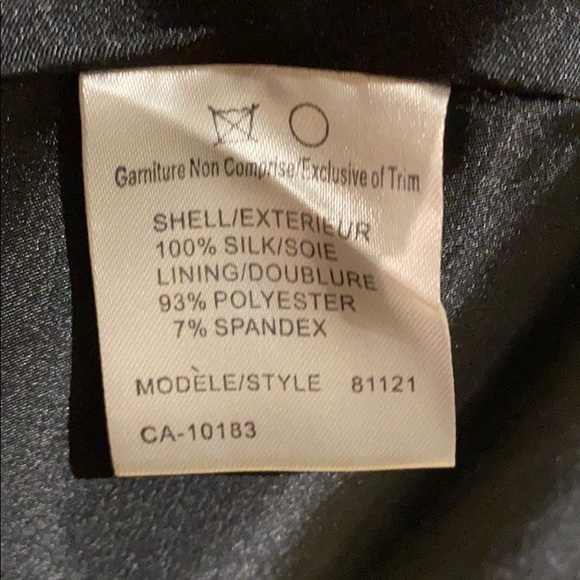 Garniture Non Comprise/Exclusive of Trim
SHELL/EXTERIEUR
100% SILK/SOIE
LINING/DOUBLURE
93% POLYESTER
7% SPANDEX
MODÈLE/STYLE 81121
CA-10183